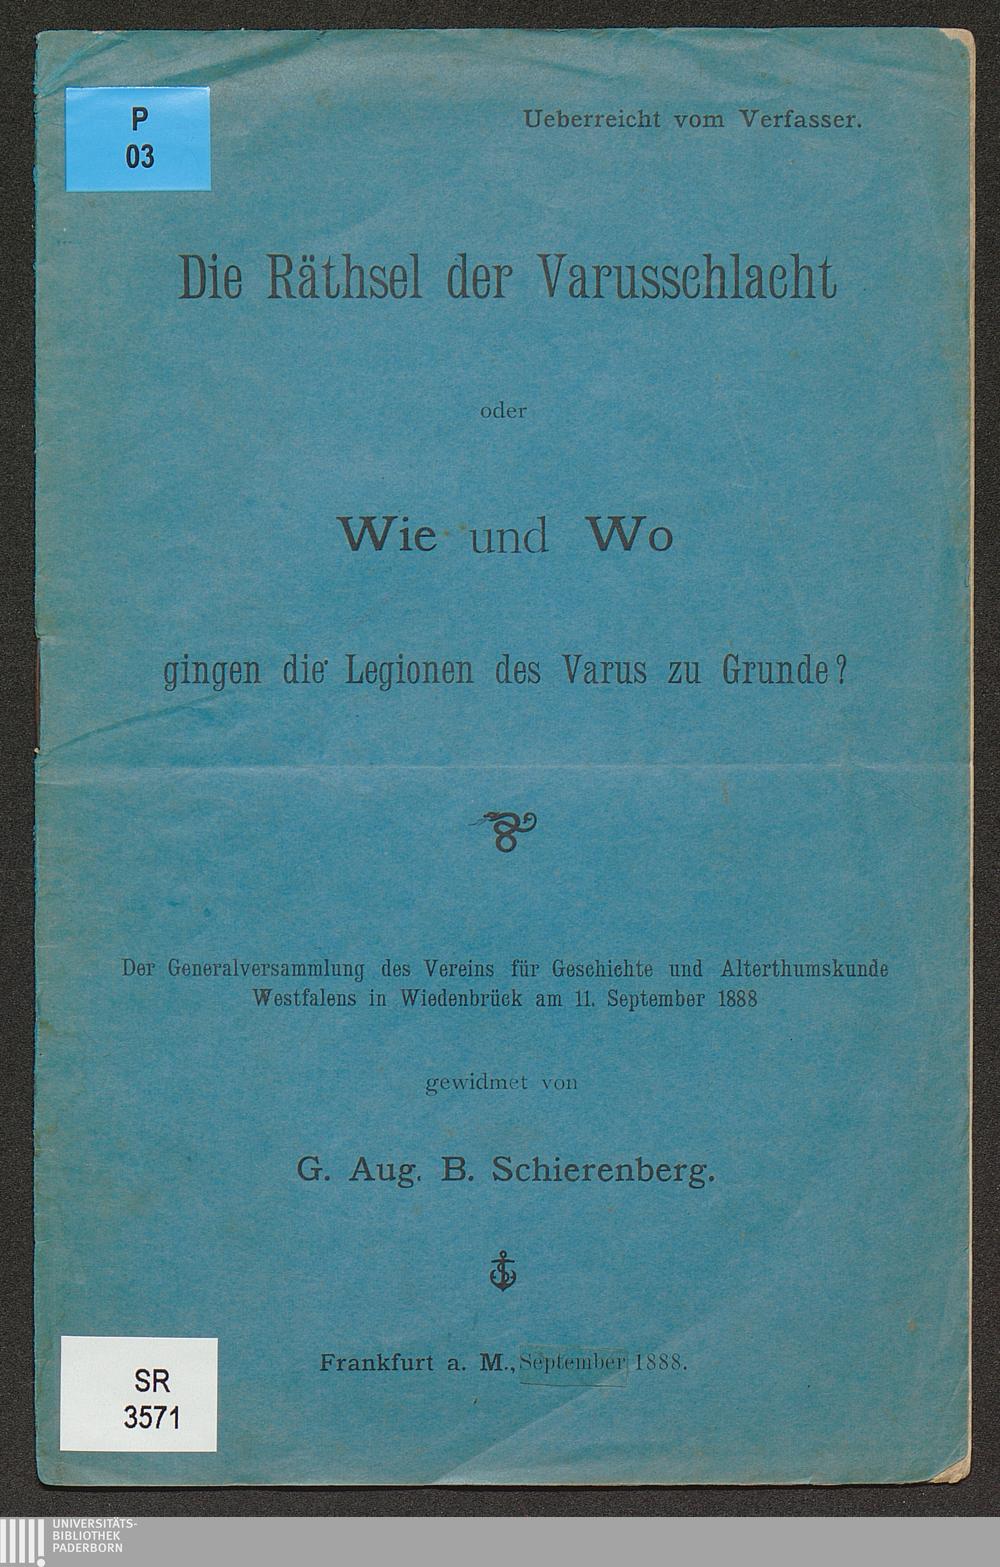 P
03
Ueberreicht vom Verfasser.
Die Räthsel der Varusschlacht
oder
Wie und Wo
gingen die Legionen des Varus zu Grunde?
Der Generalversammlung des Vereins für Geschichte und Alterthumskunde
Westfalens in Wiedenbrück am 11. September 1888
gewidmet von
G. Aug. B. Schierenberg.
Frankfurt a. M., September 1888.
SR
3571
UNIVERSITÄTS-
BIBLIOTHEK
PADERBORN